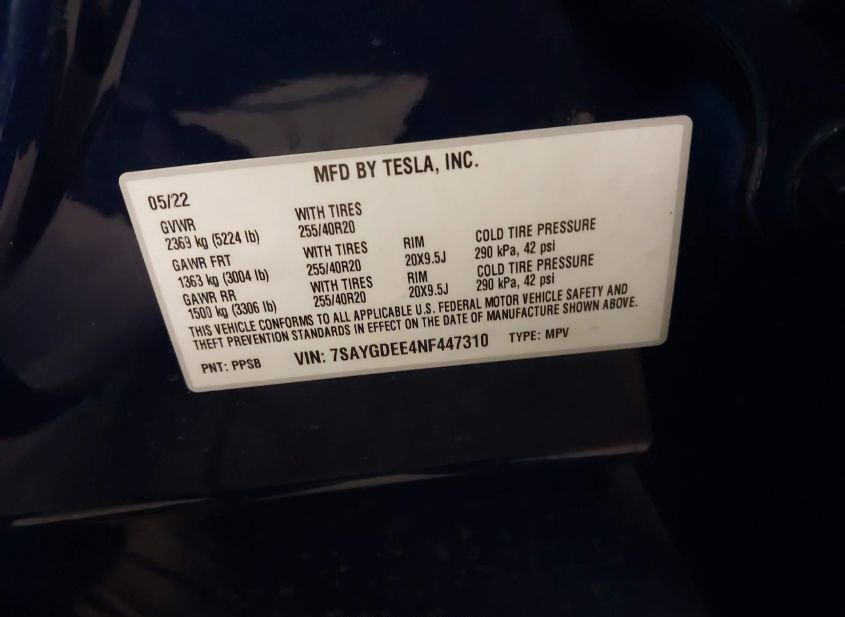 MFD BY TESLA, INC.
05/22
GVWR
2369 kg (5224 lb)
WITH TIRES
255/40R20
GAWR FRT
1363 kg (3004 lb)
WITH TIRES
255/40R20
RIM
20X9.5J
COLD TIRE PRESSURE
290 kPa, 42 psi
GAWR RR
1500 kg (3306 lb)
WITH TIRES
255/40R20
RIM
20X9.5J
COLD TIRE PRESSURE
290 kPa, 42 psi
THIS VEHICLE CONFORMS TO ALL APPLICABLE U.S. FEDERAL MOTOR VEHICLE SAFETY AND
THEFT PREVENTION STANDARDS IN EFFECT ON THE DATE OF MANUFACTURE SHOWN ABOVE.
PNT: PPSB VIN: 7SAYGDEE4NF447310 TYPE: MPV